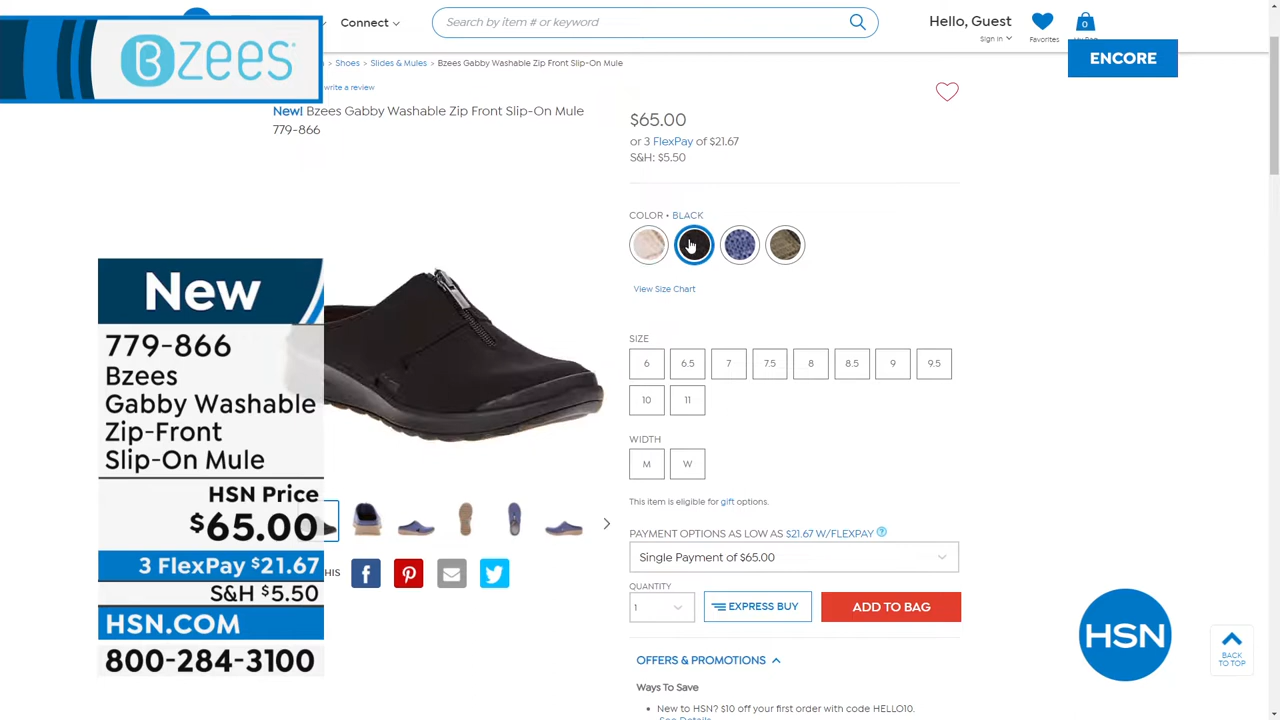 Connect
Search by item # or keyword
Hello, Guest
Sign In
Favorites
0
Bzees
ENCORE
Shoes › Slides & Mules › Bzees Gabby Washable Zip Front Slip-On Mule
write a review
New! Bzees Gabby Washable Zip Front Slip-On Mule
779-866
$65.00
or 3 FlexPay of $21.67
S&H: $5.50
COLOR • BLACK
View Size Chart
SIZE
6 6.5 7 7.5 8 8.5 9 9.5
10 11
WIDTH
M W
This item is eligible for gift options.
PAYMENT OPTIONS AS LOW AS $21.67 W/FLEXPAY ?
Single Payment of $65.00
QUANTITY
1
EXPRESS BUY
ADD TO BAG
OFFERS & PROMOTIONS
Ways To Save
• New to HSN? $10 off your first order with code HELLO10.
See Details
New
779-866
Bzees
Gabby Washable
Zip-Front
Slip-On Mule
HSN Price
$65.00
3 FlexPay $21.67
S&H $5.50
HSN.COM
800-284-3100
HIS
HSN
BACK
TO TOP